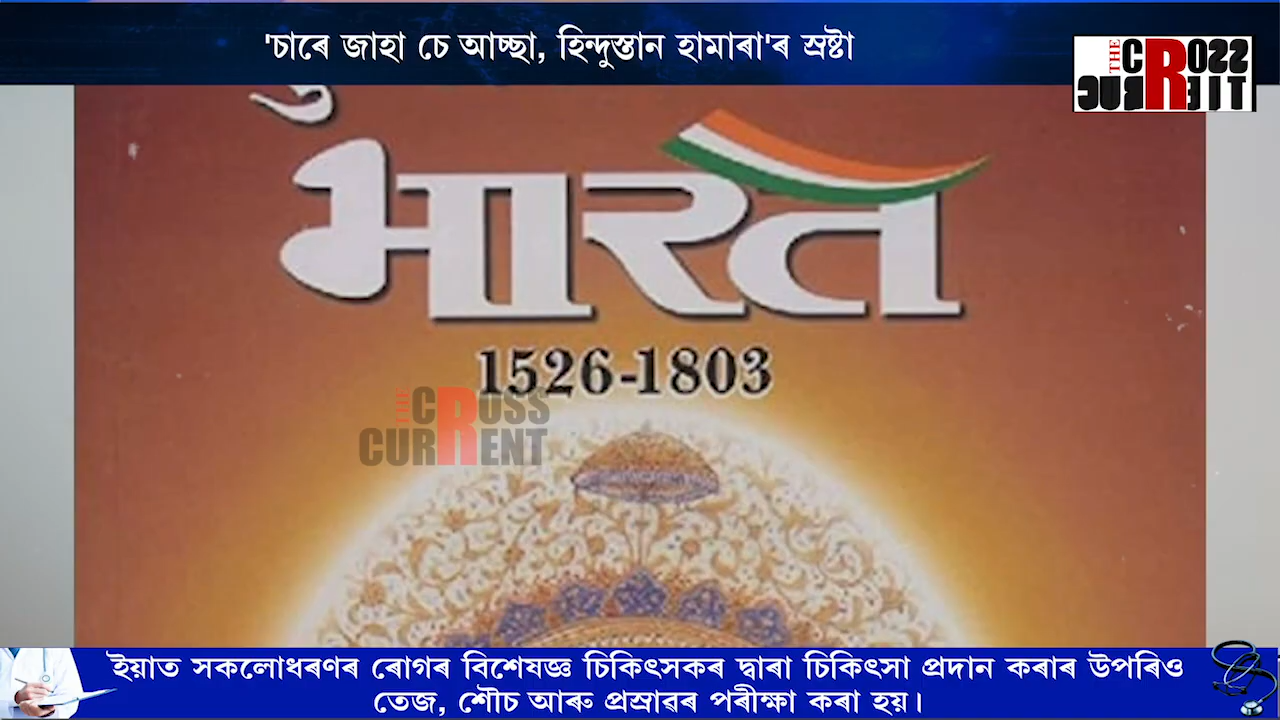 'চাৰে জাহা চে আচ্ছা, হিন্দুস্তান হামাৰা'ৰ স্ৰষ্টা
THE CROSS
CURRENT
भारत
1526-1803
THE CROSS
CURRENT
ইয়াত সকলোধৰণৰ ৰোগৰ বিশেষজ্ঞ চিকিৎসকৰ দ্বাৰা চিকিৎসা প্ৰদান কৰাৰ উপৰিও
তেজ, শৌচ আৰু প্ৰস্ৰাৱৰ পৰীক্ষা কৰা হয়।